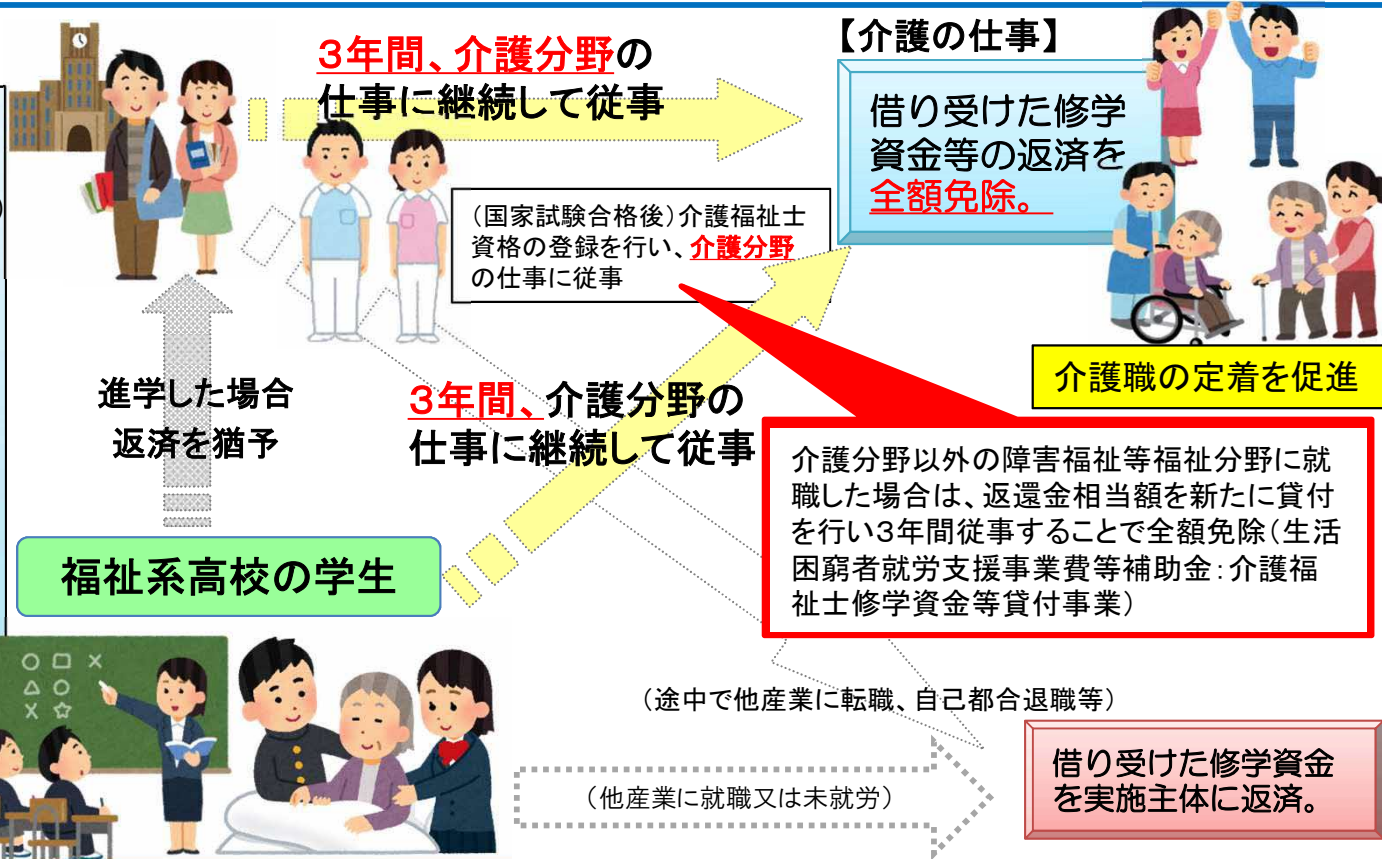 3年間、介護分野の
仕事に継続して従事
【介護の仕事】
借り受けた修学
資金等の返済を
全額免除。
(国家試験合格後)介護福祉士
資格の登録を行い、介護分野
の仕事に従事
介護職の定着を促進
進学した場合
返済を猶予
3年間、介護分野の
仕事に継続して従事
介護分野以外の障害福祉等福祉分野に就
職した場合は、返還金相当額を新たに貸付
を行い3年間従事することで全額免除(生活
困窮者就労支援事業費等補助金:介護福
祉士修学資金等貸付事業)
福祉系高校の学生
(途中で他産業に転職、自己都合退職等)
(他産業に就職又は未就労)
借り受けた修学資金
を実施主体に返済。